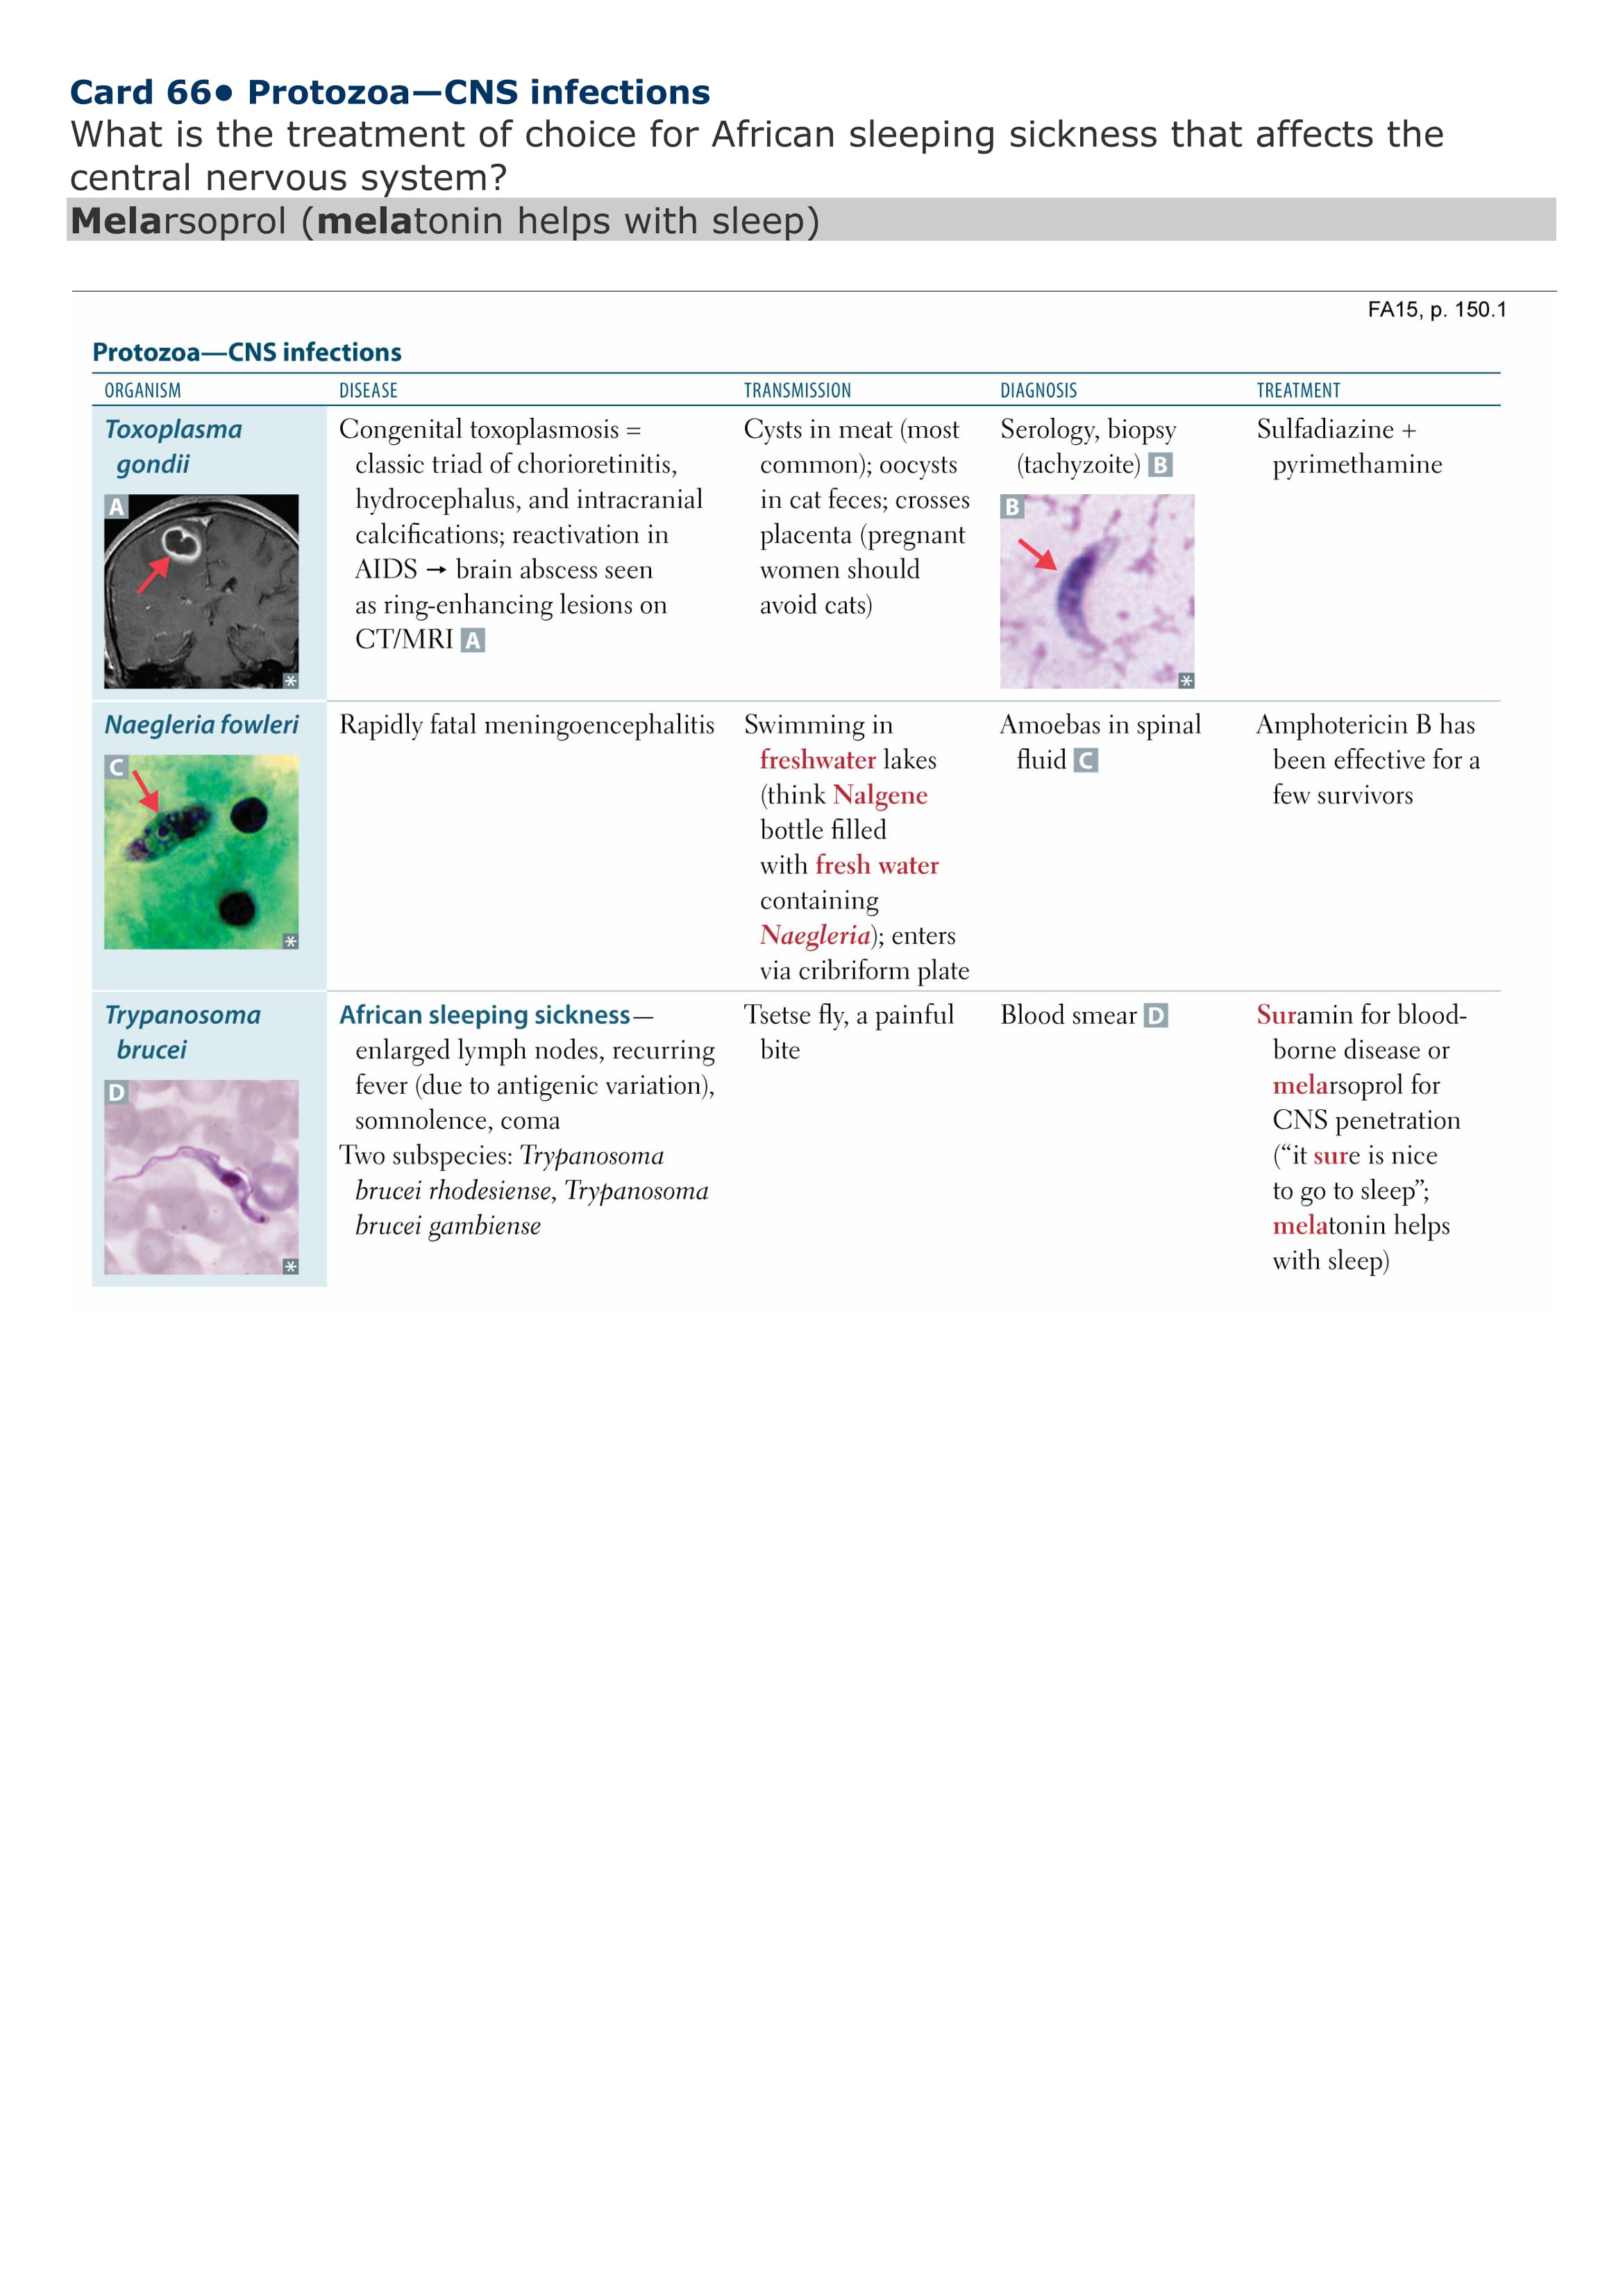 Card 66● Protozoa—CNS infections
What is the treatment of choice for African sleeping sickness that affects the
central nervous system?
Melarsoprol (melatonin helps with sleep)
FA15, p. 150.1
Protozoa—CNS infections
ORGANISM DISEASE TRANSMISSION DIAGNOSIS TREATMENT
Toxoplasma
gondii
A
*
Congenital toxoplasmosis =
classic triad of chorioretinitis,
hydrocephalus, and intracranial
calcifications; reactivation in
AIDS → brain abscess seen
as ring-enhancing lesions on
CT/MRI A
Cysts in meat (most
common); oocysts
in cat feces; crosses
placenta (pregnant
women should
avoid cats)
Serology, biopsy
(tachyzoite) B
B
*
Sulfadiazine +
pyrimethamine
Naegleria fowleri
C
*
Rapidly fatal meningoencephalitis
Swimming in
freshwater lakes
(think Nalgene
bottle filled
with fresh water
containing
Naegleria); enters
via cribriform plate
Amoebas in spinal
fluid C
Amphotericin B has
been effective for a
few survivors
Trypanosoma
brucei
D
*
African sleeping sickness—
enlarged lymph nodes, recurring
fever (due to antigenic variation),
somnolence, coma
Two subspecies: Trypanosoma
brucei rhodesiense, Trypanosoma
brucei gambiense
Tsetse fly, a painful
bite
Blood smear D
Suramin for blood-
borne disease or
melarsoprol for
CNS penetration
(“it sure is nice
to go to sleep”;
melatonin helps
with sleep)